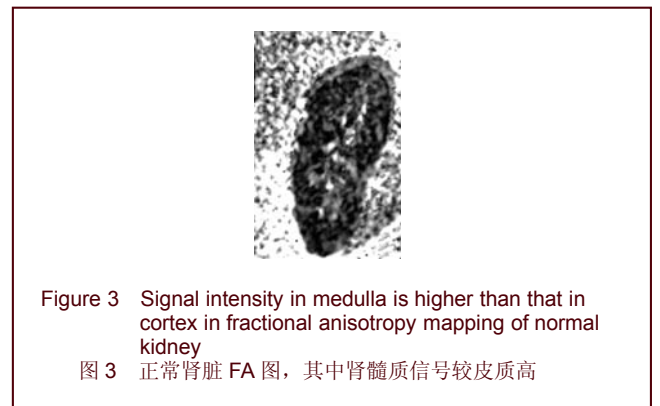 Figure 3 Signal intensity in medulla is higher than that in
cortex in fractional anisotropy mapping of normal
kidney
图 3 正常肾脏 FA 图，其中肾髓质信号较皮质高